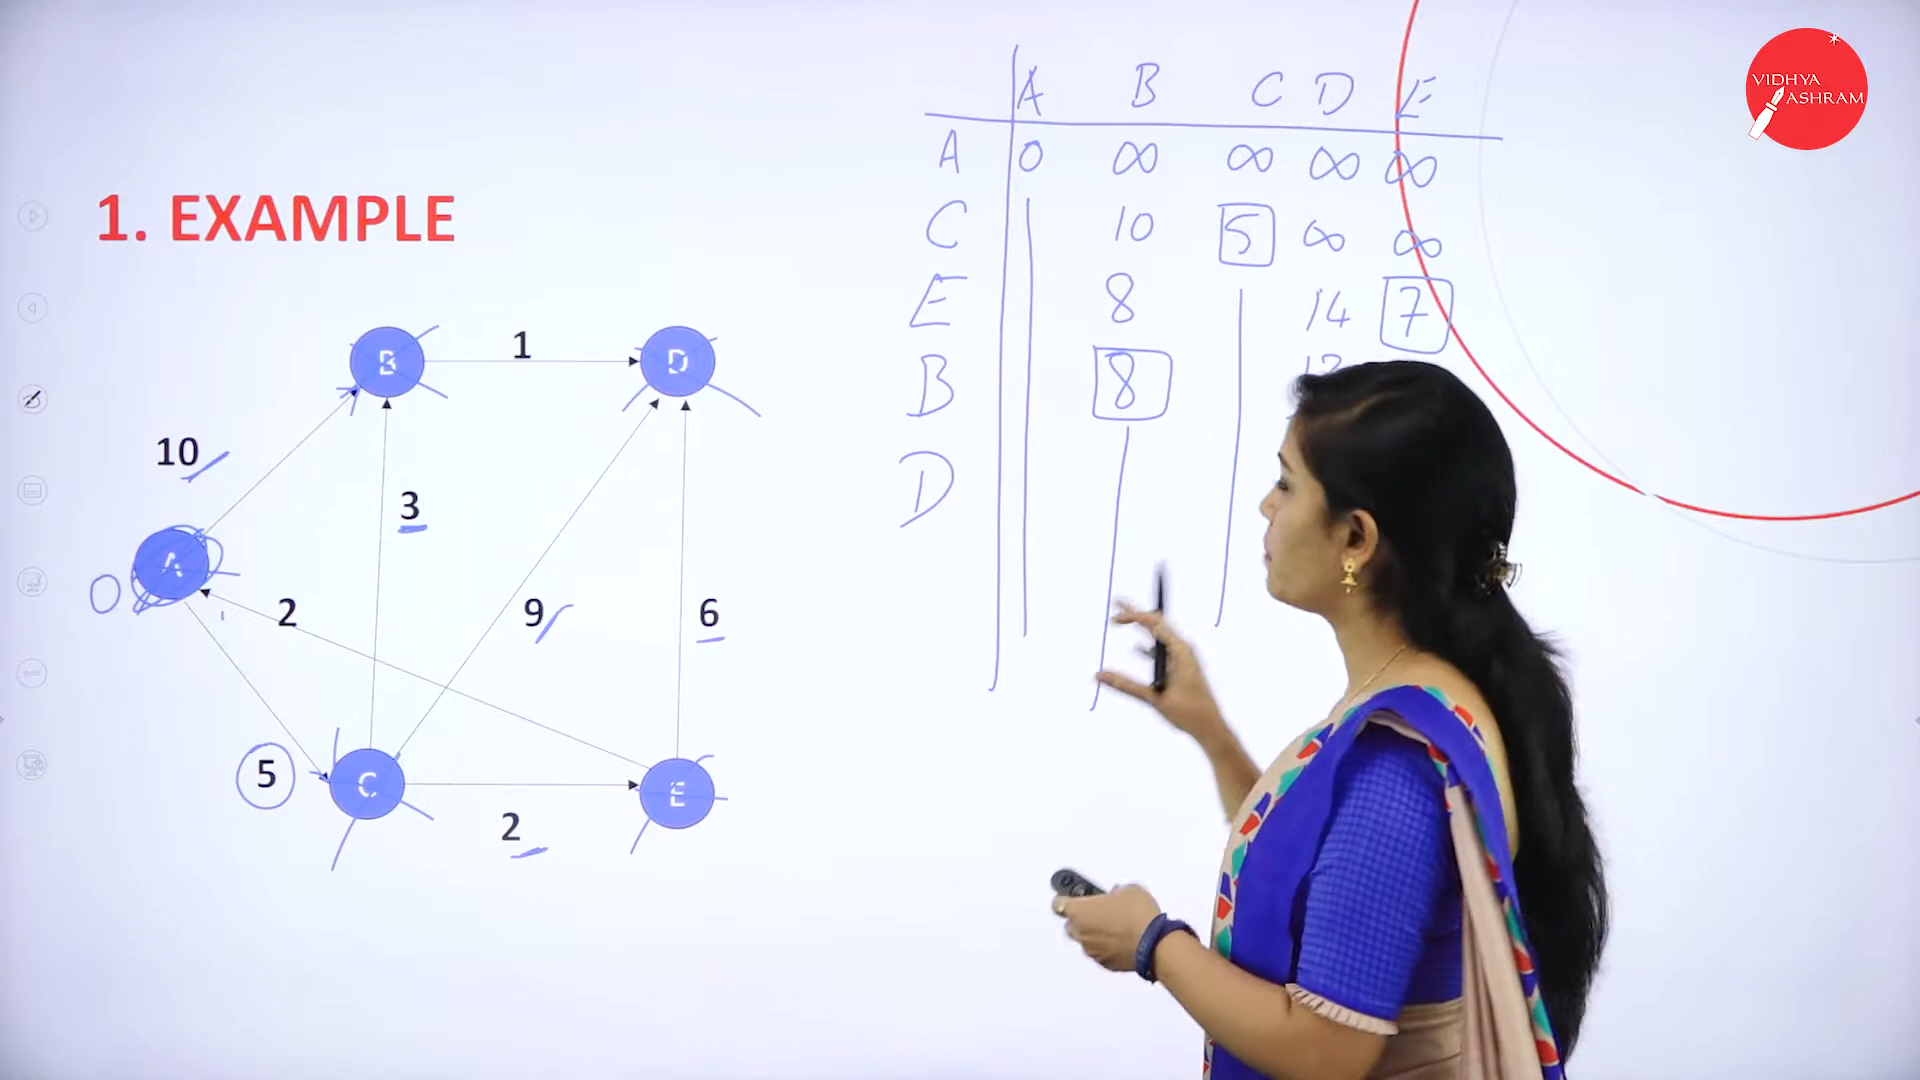 VIDHYA
ASHRAM
1. EXAMPLE
A B C D E
A 0 ∞ ∞ ∞ ∞
C 10 5 ∞ ∞
E 8 14 7
B 8
D
B 1 D
10
3
A
0
2
9
6
5
C
E
2